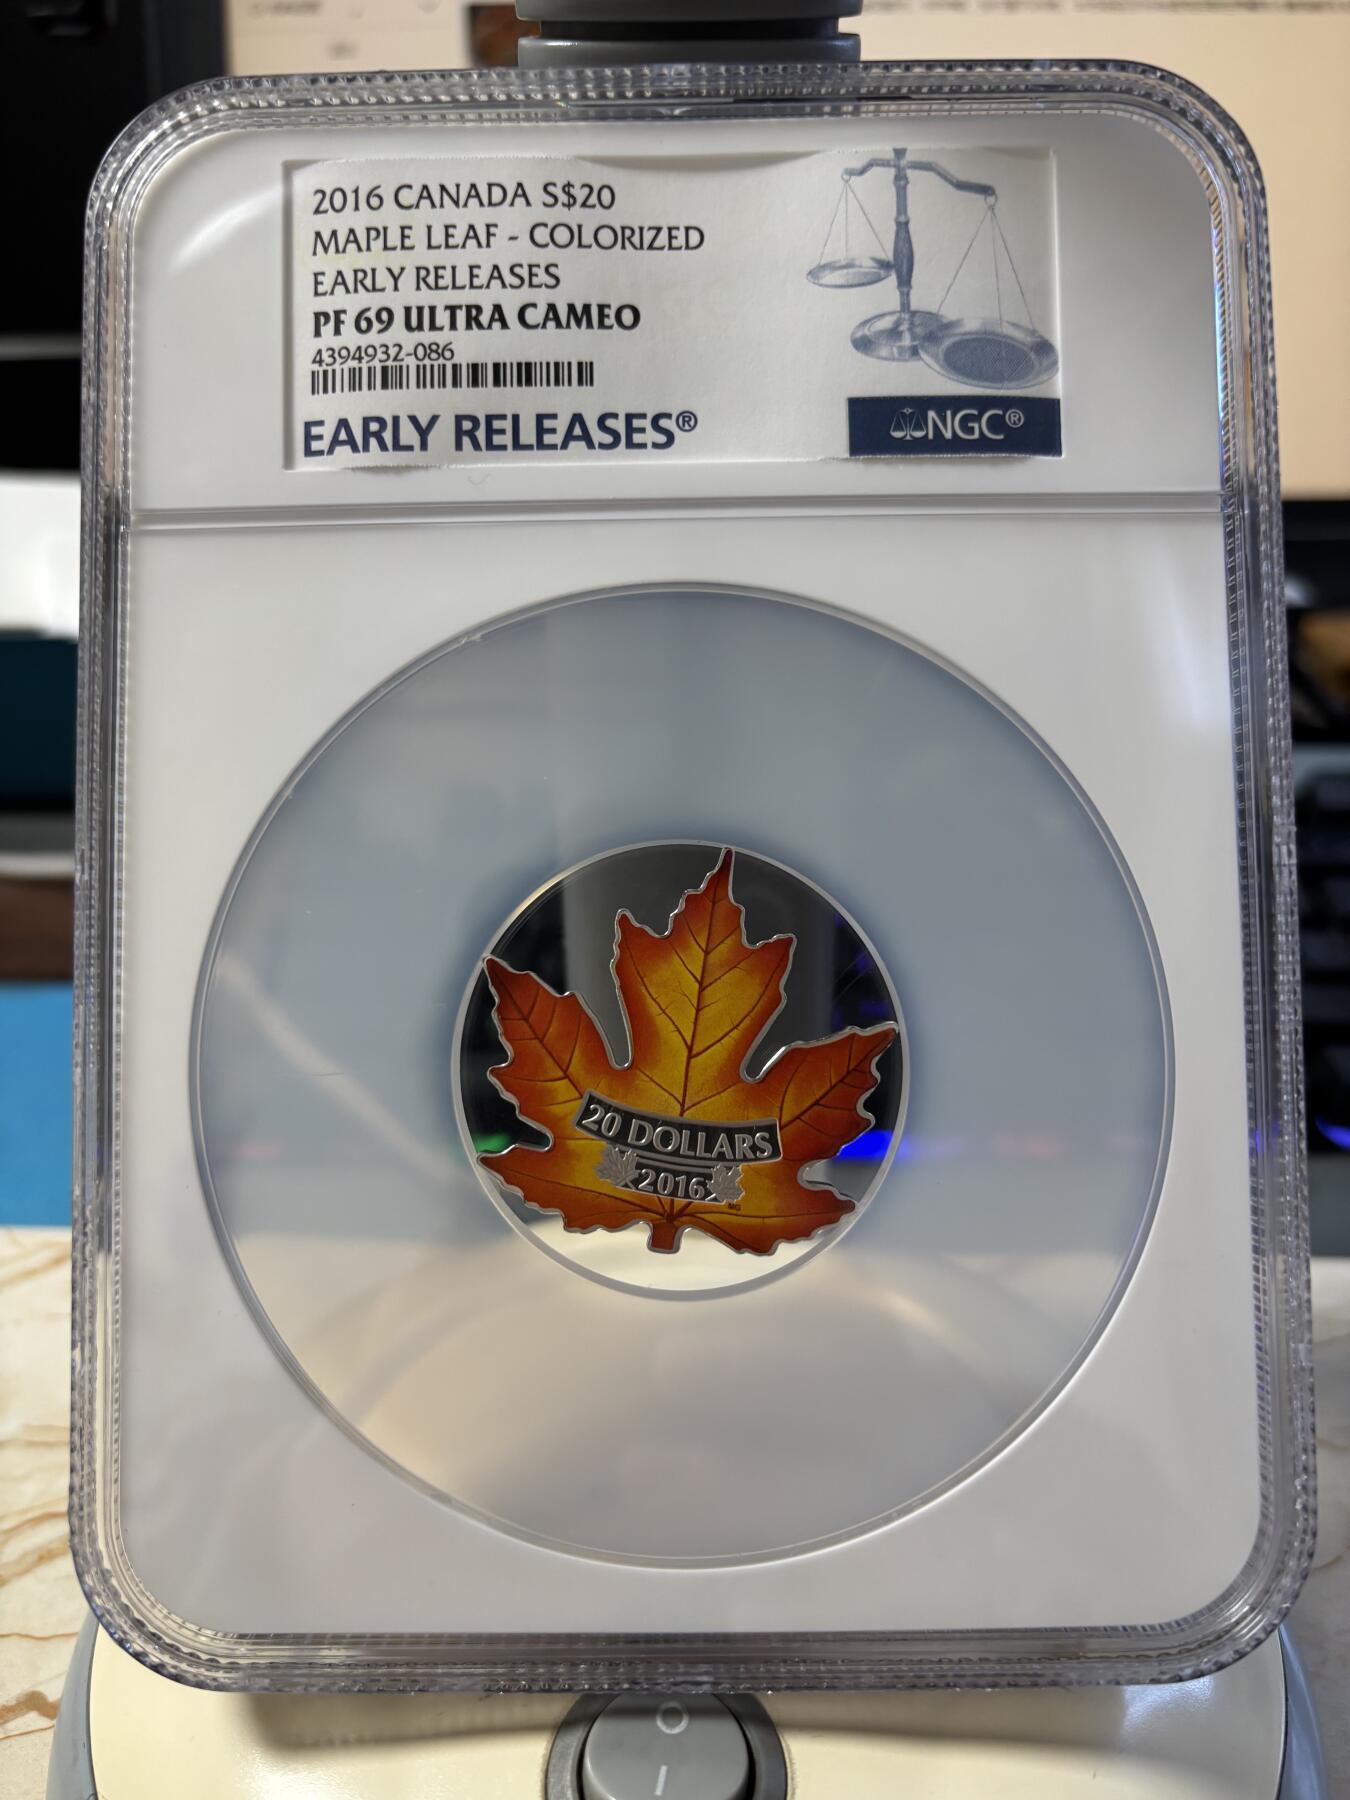 2016 CANADA S$20
MAPLE LEAF - COLORIZED
EARLY RELEASES
PF 69 ULTRA CAMEO
4394932-086
EARLY RELEASES®
NGC®
20 DOLLARS
2016
MG